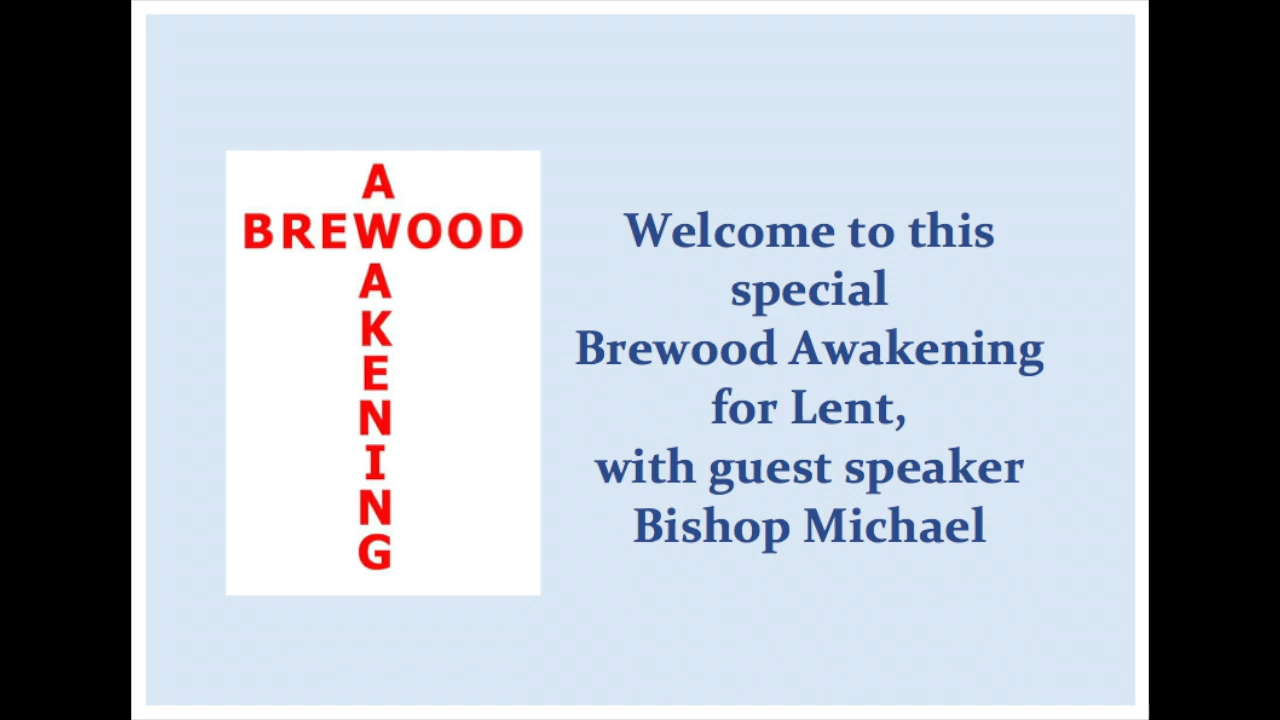 A
BREWOOD
A
K
E
N
I
N
G
Welcome to this
special
Brewood Awakening
for Lent,
with guest speaker
Bishop Michael